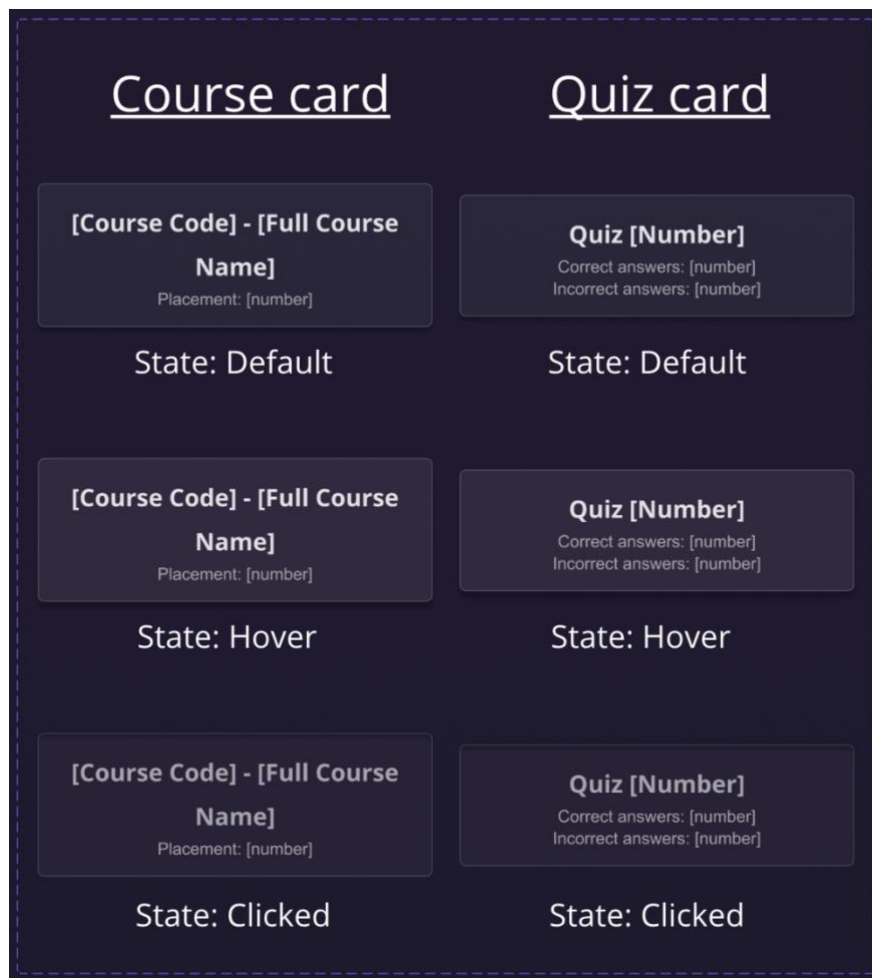 Course card
Quiz card
[Course Code] - [Full Course
Name]
Placement: [number]
Quiz [Number]
Correct answers: [number]
Incorrect answers: [number]
State: Default
State: Default
[Course Code] - [Full Course
Name]
Placement: [number]
Quiz [Number]
Correct answers: [number]
Incorrect answers: [number]
State: Hover
State: Hover
[Course Code] - [Full Course
Name]
Placement: [number]
Quiz [Number]
Correct answers: [number]
Incorrect answers: [number]
State: Clicked
State: Clicked